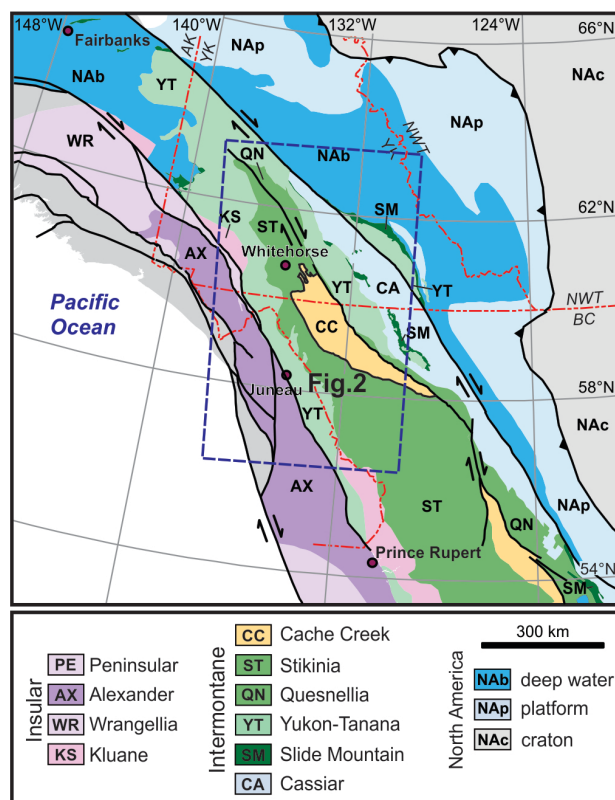 148°W
140°W
132°W
124°W
66°N
Fairbanks
AK
YK
NAp
NAc
NAb
YT
NAp
WR
QN
NAb
NWT
YK
62°N
SM
KS
ST
AX
Whitehorse
YT
CA
YT
NWT
BC
Pacific
Ocean
CC
SM
Fig.2
Juneau
58°N
YT
NAc
AX
ST
NAp
QN
Prince Rupert
54°N
SM
Insular
PE Peninsular
AX Alexander
WR Wrangellia
KS Kluane
Intermontane
CC Cache Creek
ST Stikinia
QN Quesnellia
YT Yukon-Tanana
SM Slide Mountain
CA Cassiar
300 km
North America
NAb deep water
NAp platform
NAc craton